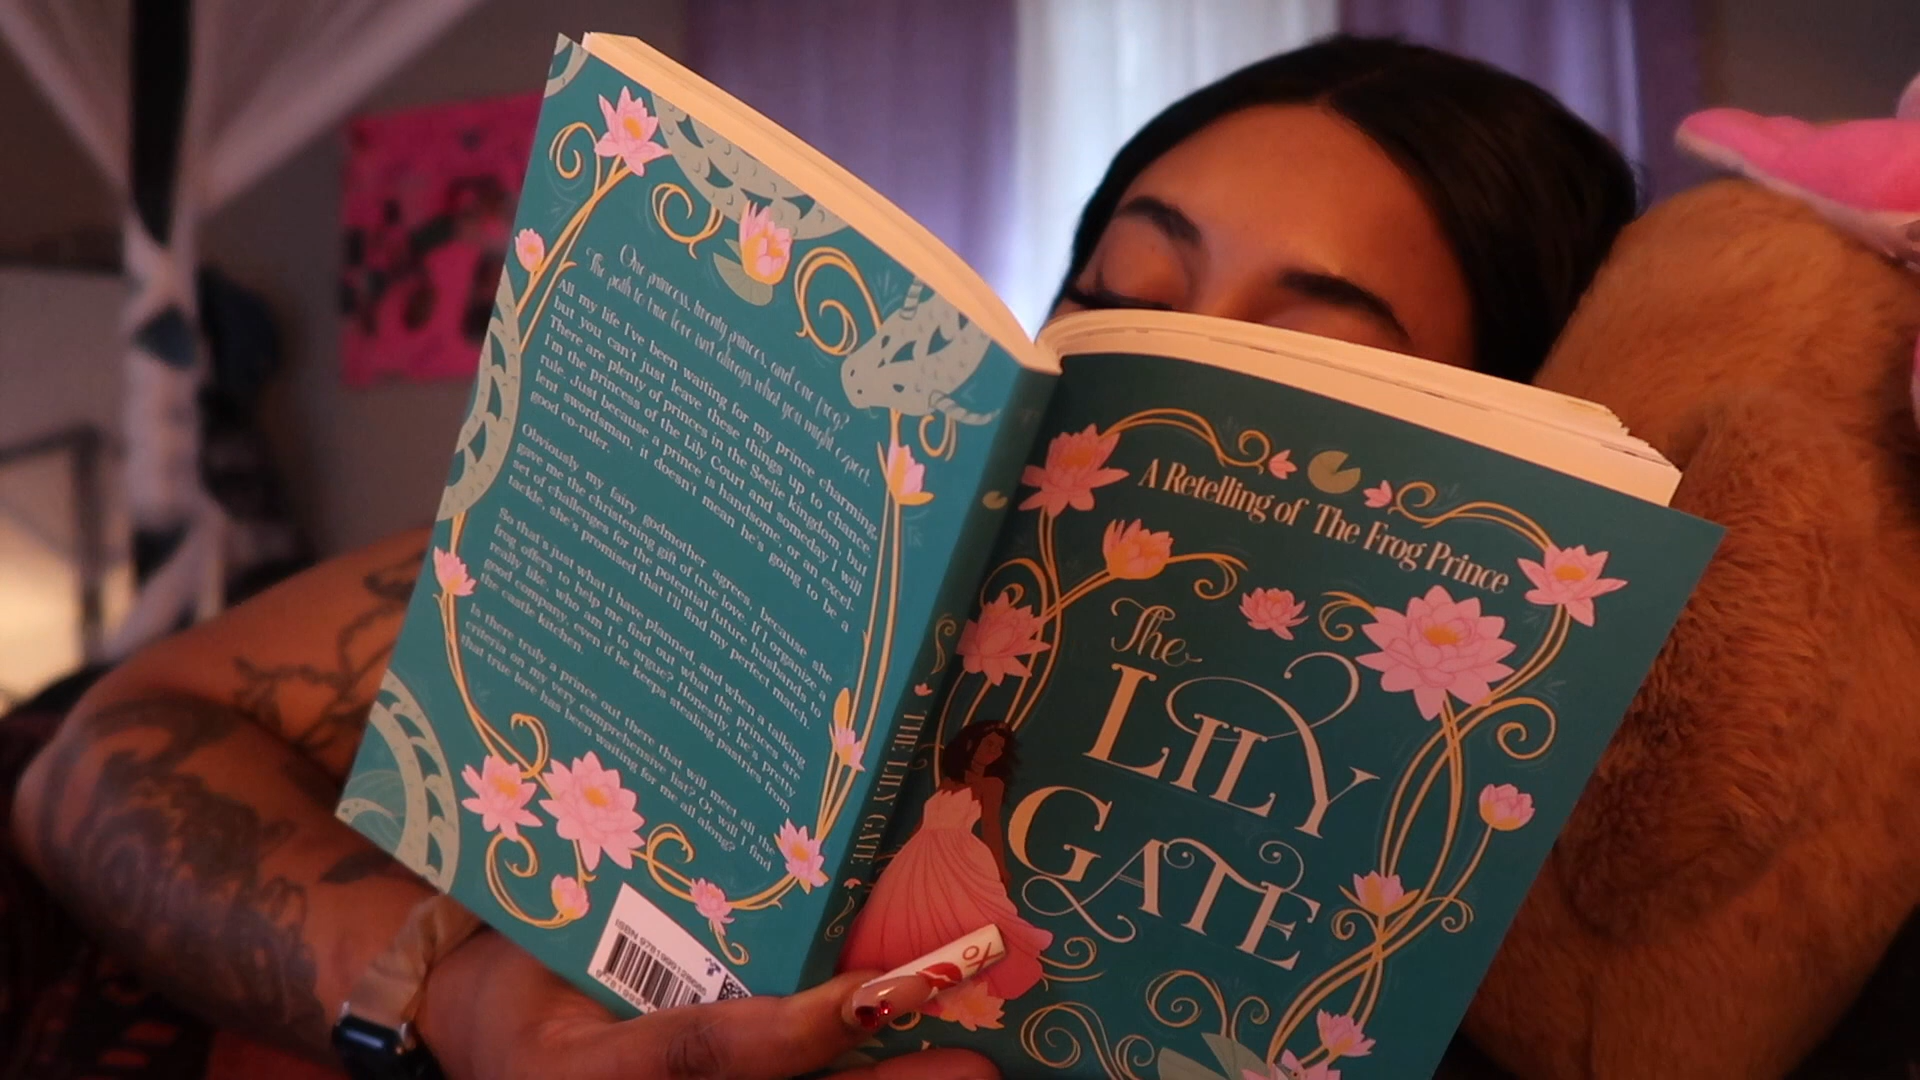 One princess, twenty princes, and one frog?
The path to true love isn't always what you might expect.
All my life I've been waiting for my prince charming,
but you can't just leave these things up to chance.
There are plenty of princes in the Seelie kingdom, but
I'm the princess of the Lily Court and someday I will
rule. Just because a prince is handsome, or an excel-
lent swordsman, it doesn't mean he's going to be a
good co-ruler.
Obviously my fairy godmother agrees, because she
gave me the christening gift of true love. If I organize a
set of challenges for the potential future husbands to
tackle, she's promised that I'll find my perfect match.
So that's just what I have planned, and when a talking
frog offers to help me find out what the princes are
really like, who am I to argue? Honestly, he's pretty
good company, even if he keeps stealing pastries from
the castle kitchen.
Is there truly a prince out there that will meet all the
criteria on my very comprehensive list? Or will I find
that true love has been waiting for me all along?
THE LILY GATE
A Retelling of The Frog Prince
The
LILY
GATE
XO